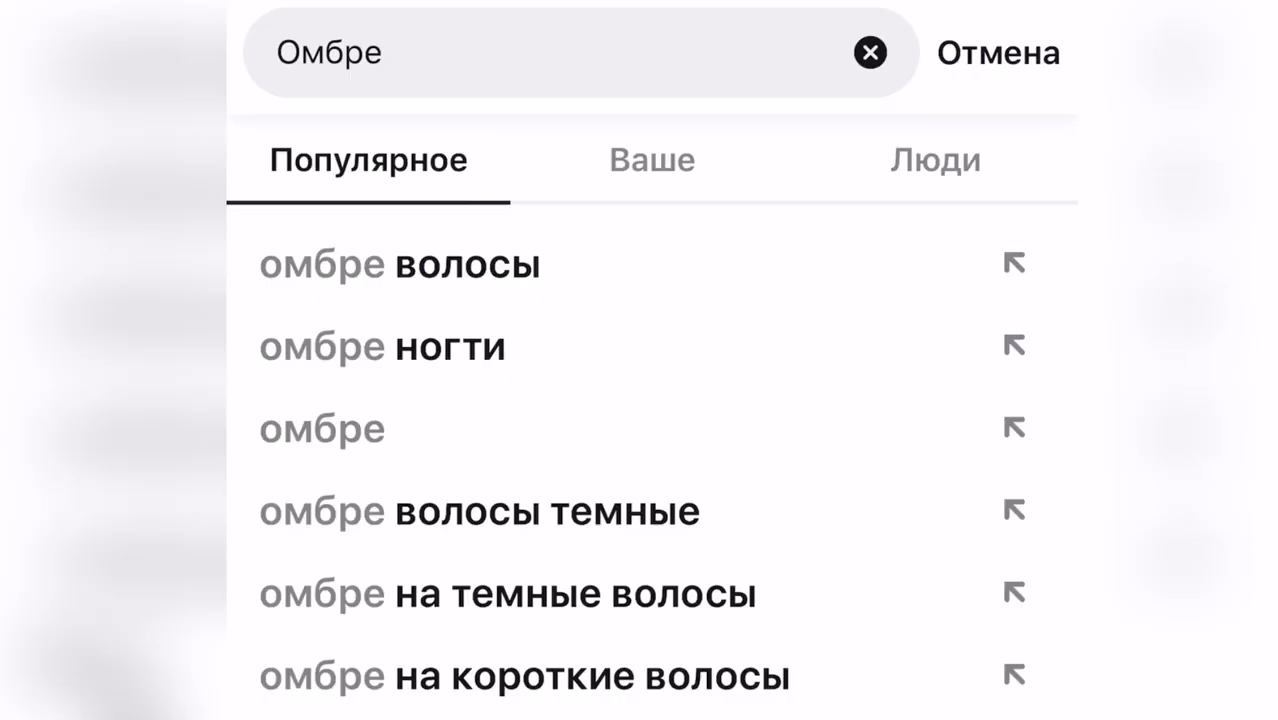 Омбре Отмена
Популярное Ваше Люди
омбре волосы
омбре ногти
омбре
омбре волосы темные
омбре на темные волосы
омбре на короткие волосы